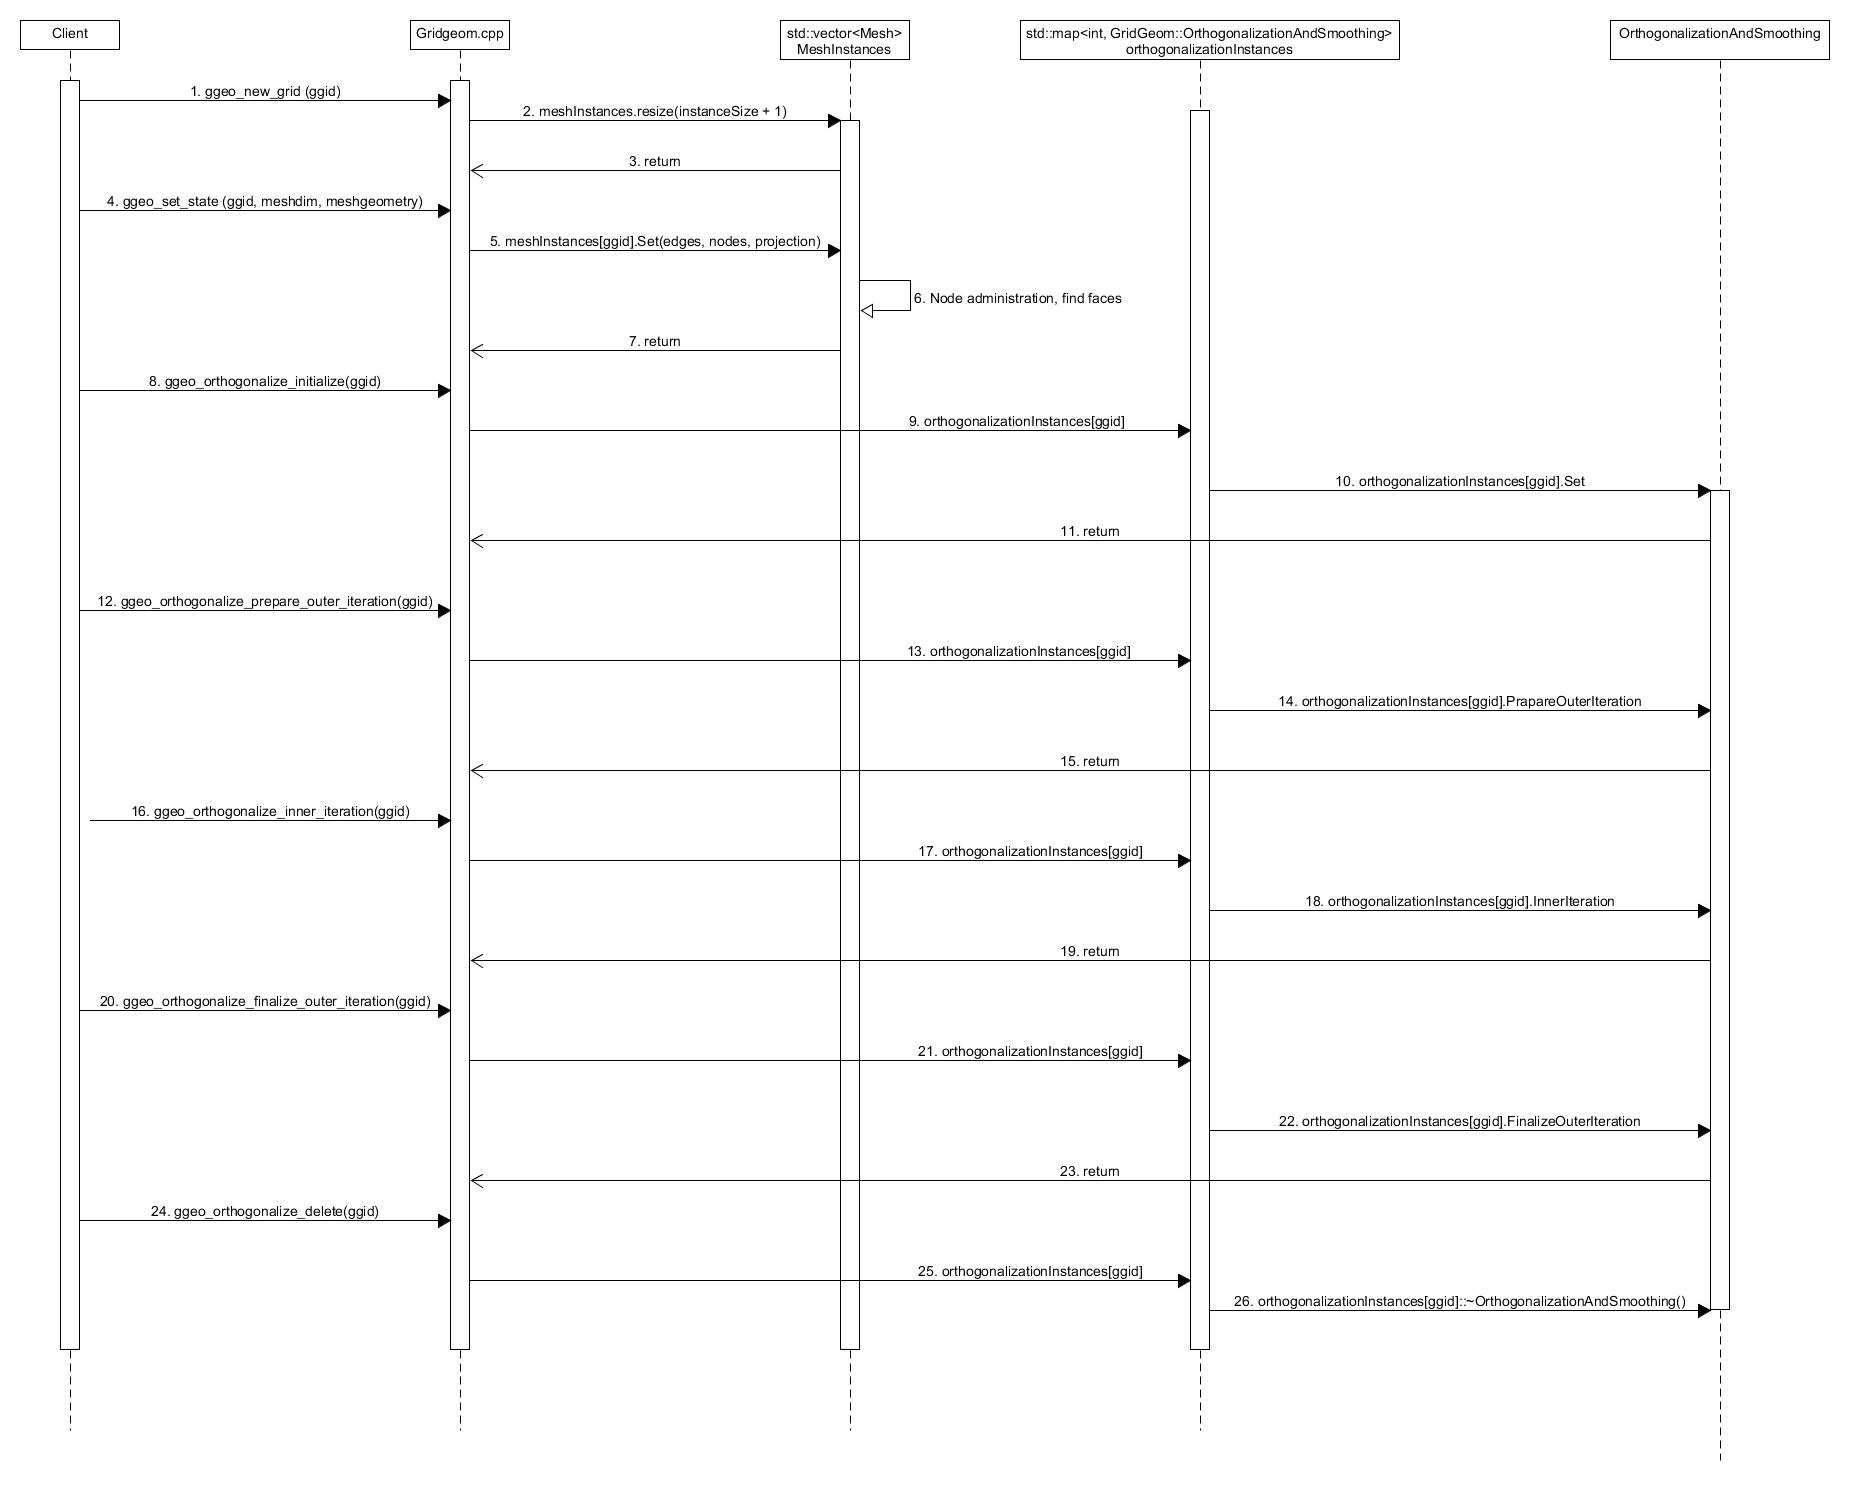 Client
Gridgeom.cpp
std::vector<Mesh>
MeshInstances
std::map<int, GridGeom::OrthogonalizationAndSmoothing>
orthogonalizationInstances
OrthogonalizationAndSmoothing
1. ggeo_new_grid (ggid)
2. meshInstances.resize(instanceSize + 1)
3. return
4. ggeo_set_state (ggid, meshdim, meshgeometry)
5. meshInstances[ggid].Set(edges, nodes, projection)
6. Node administration, find faces
7. return
8. ggeo_orthogonalize_initialize(ggid)
9. orthogonalizationInstances[ggid]
10. orthogonalizationInstances[ggid].Set
11. return
12. ggeo_orthogonalize_prepare_outer_iteration(ggid)
13. orthogonalizationInstances[ggid]
14. orthogonalizationInstances[ggid].PrapareOuterIteration
15. return
16. ggeo_orthogonalize_inner_iteration(ggid)
17. orthogonalizationInstances[ggid]
18. orthogonalizationInstances[ggid].InnerIteration
19. return
20. ggeo_orthogonalize_finalize_outer_iteration(ggid)
21. orthogonalizationInstances[ggid]
22. orthogonalizationInstances[ggid].FinalizeOuterIteration
23. return
24. ggeo_orthogonalize_delete(ggid)
25. orthogonalizationInstances[ggid]
26. orthogonalizationInstances[ggid]::~OrthogonalizationAndSmoothing()